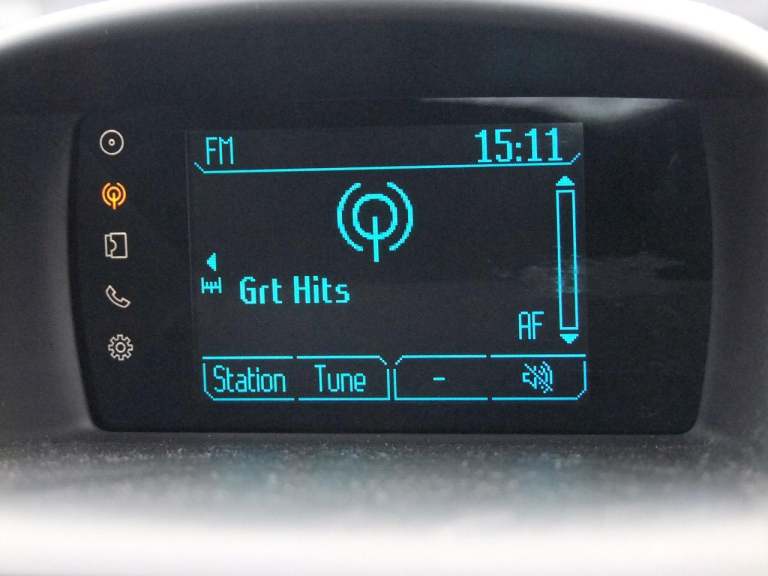 FM 15:11
Grt Hits
AF
Station Tune -